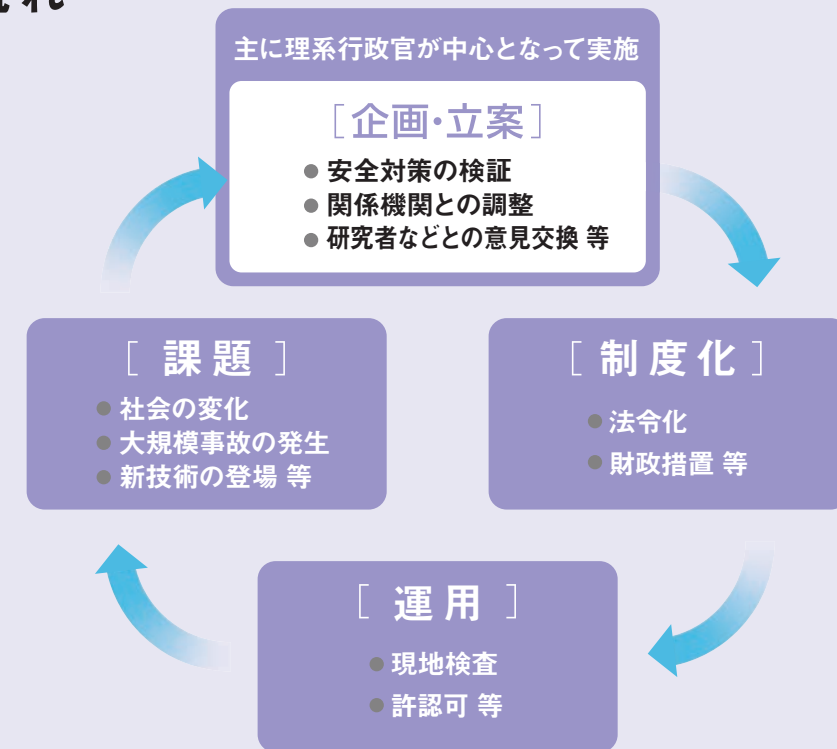 れ
主に理系行政官が中心となって実施
［企画・立案］
● 安全対策の検証
● 関係機関との調整
● 研究者などとの意見交換 等
［課題］
● 社会の変化
● 大規模事故の発生
● 新技術の登場 等
［制度化］
● 法令化
● 財政措置 等
［運用］
● 現地検査
● 許認可 等